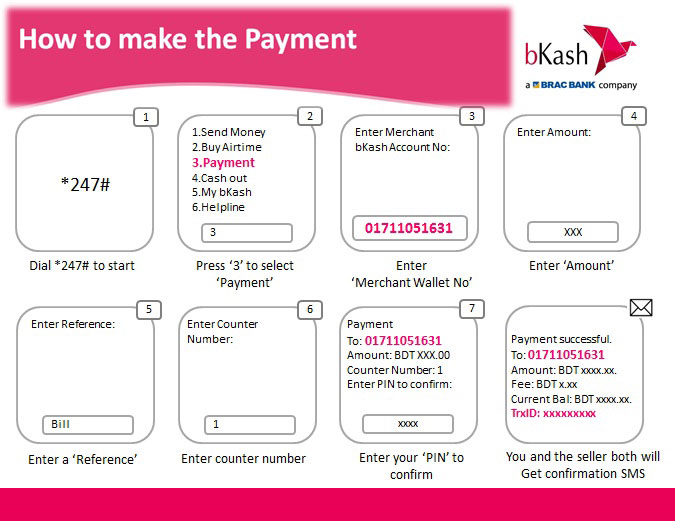 How to make the Payment
bKash
a BRAC BANK company
1
*247#
Dial *247# to start
2
1.Send Money
2.Buy Airtime
3.Payment
4.Cash out
5.My bKash
6.Helpline
3
Press ‘3’ to select
‘Payment’
3
Enter Merchant
bKash Account No:
01711051631
Enter
‘Merchant Wallet No’
4
Enter Amount:
XXX
Enter ‘Amount’
5
Enter Reference:
Bill
Enter a ‘Reference’
6
Enter Counter
Number:
1
Enter counter number
7
Payment
To: 01711051631
Amount: BDT XXX.00
Counter Number: 1
Enter PIN to confirm:
xxxx
Enter your ‘PIN’ to
confirm
Payment successful.
To: 01711051631
Amount: BDT xxxx.xx.
Fee: BDT x.xx
Current Bal: BDT xxxx.xx.
TrxID: xxxxxxxxx
You and the seller both will
Get confirmation SMS